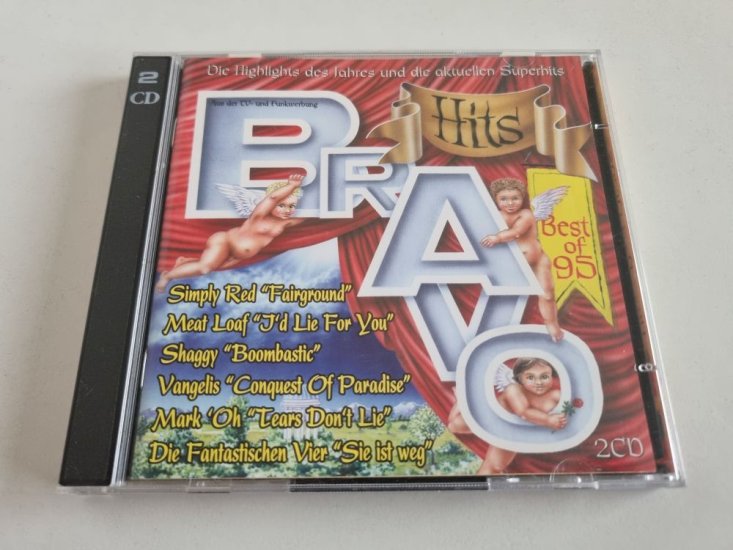 2
CD
Die Highlights des Jahres und die aktuellen Superhits
Aus der TV- und Funkwerbung
BRAVO
Hits
Best
of
95
Simply Red "Fairground"
Meat Loaf "I'd Lie For You"
Shaggy "Boombastic"
Vangelis "Conquest Of Paradise"
Mark 'Oh "Tears Don't Lie"
Die Fantastischen Vier "Sie ist weg"
2CD